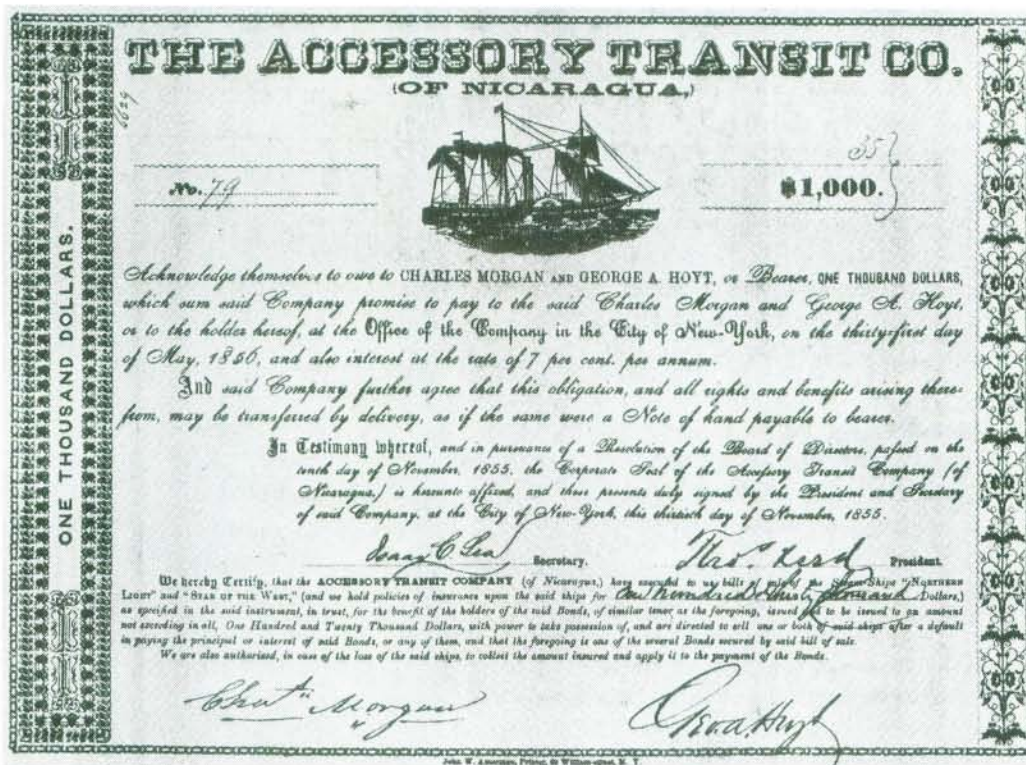 THE ACCESSORY TRANSIT CO.
(OF NICARAGUA,)
No. 79
35
$1,000.
ONE THOUSAND DOLLARS.
Acknowledge themselves to owe to CHARLES MORGAN AND GEORGE A. HOYT, or Bearer, ONE THOUSAND DOLLARS,
which sum said Company promise to pay to the said Charles Morgan and George A. Hoyt,
or to the holder hereof, at the Office of the Company in the City of New-York, on the thirty-first day
of May, 1856, and also interest at the rate of 7 per cent. per annum.
And said Company further agree that this obligation, and all rights and benefits arising there-
from, may be transferred by delivery, as if the same were a Note of hand payable to bearer.
In Testimony whereof, and in pursuance of a Resolution of the Board of Directors, passed on the
tenth day of November, 1855, the Corporate Seal of the Accessory Transit Company (of
Nicaragua,) is hereunto affixed, and these presents duly signed by the President and Secretary
of said Company, at the City of New-York, this thirtieth day of November, 1855.
Isaac C Lea Secretary. Thos. Lord President.
We hereby Certify, that the ACCESSORY TRANSIT COMPANY (of Nicaragua,) have executed to us bills of sale of the Steam-Ships "NORTHERN
LIGHT" and "STAR OF THE WEST," (and we hold policies of insurance upon the said ships for One hundred & thirty thousand Dollars,)
as specified in the said instrument, in trust, for the benefit of the holders of the said Bonds, of similar tenor as the foregoing, issued and to be issued to an amount
not exceeding in all, One Hundred and Twenty Thousand Dollars, with power to take possession of, and are directed to sell one or both of said ships after a default
in paying the principal or interest of said Bonds, or any of them, and that the foregoing is one of the several Bonds secured by said bill of sale.
We are also authorised, in case of the loss of the said ships, to collect the amount insured and apply it to the payment of the Bonds.
Chas Morgan
Geo. A. Hoyt
John W. Amerman, Printer, 60 William-street, N. Y.